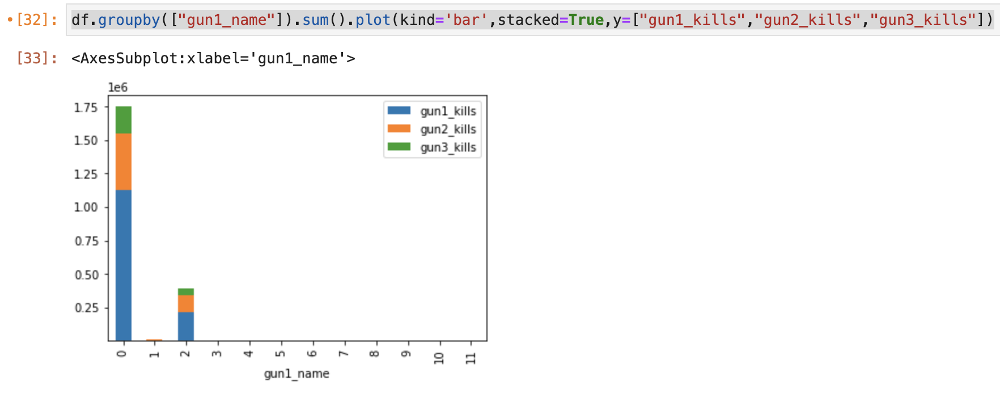 •[32]: df.groupby(["gun1_name"]).sum().plot(kind='bar',stacked=True,y=["gun1_kills","gun2_kills","gun3_kills"])
[33]: <AxesSubplot:xlabel='gun1_name'>
1e6
1.75
1.50
1.25
1.00
0.75
0.50
0.25
gun1_kills
gun2_kills
gun3_kills
0 1 2 3 4 5 6 7 8 9 10 11
gun1_name